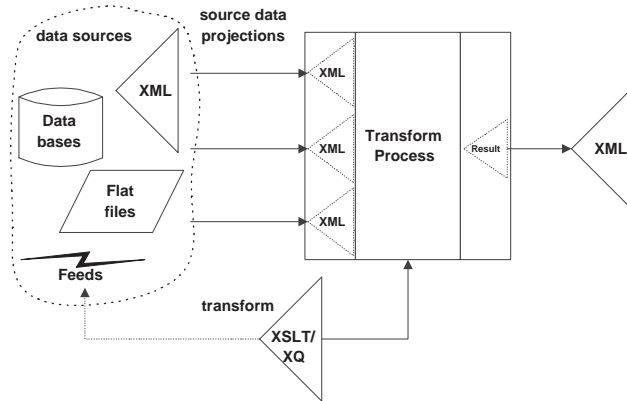 data sources
source data
projections
XML
Data
bases
Flat
files
Feeds
XML
XML
XML
Transform
Process
Result
XML
transform
XSLT/
XQ